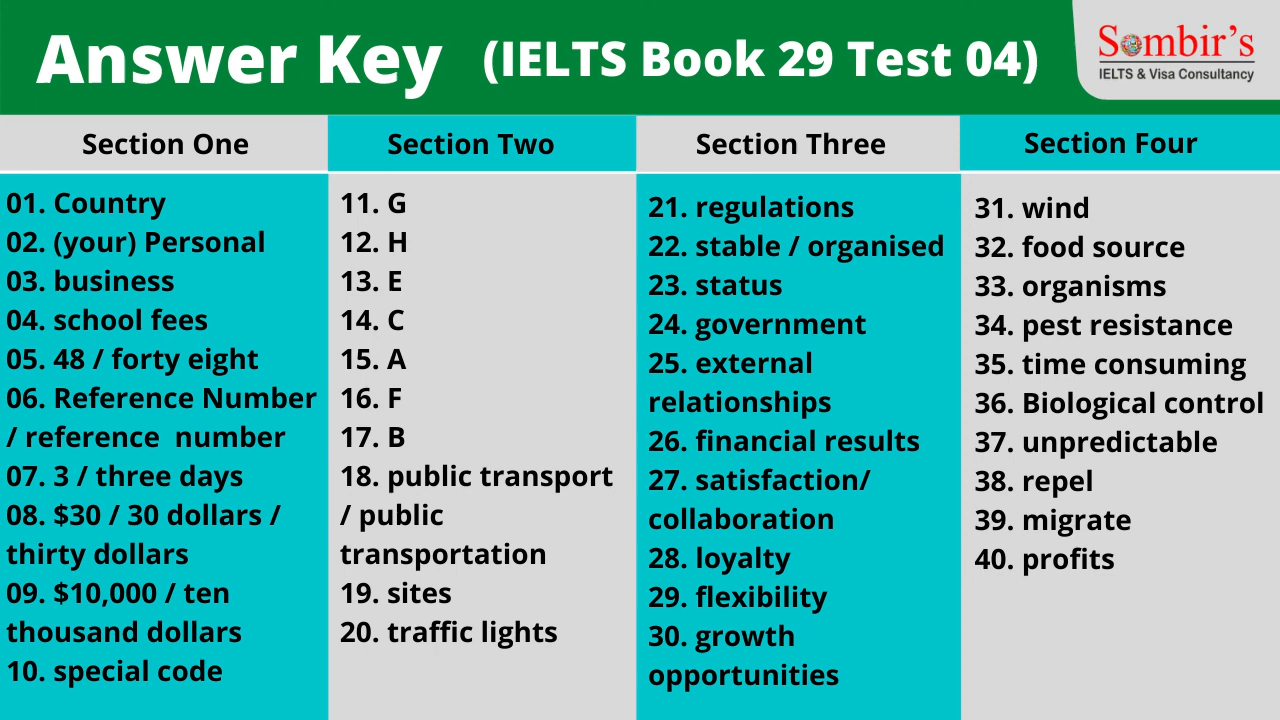 Answer Key (IELTS Book 29 Test 04)
Sombir's
IELTS & Visa Consultancy
Section One
01. Country
02. (your) Personal
03. business
04. school fees
05. 48 / forty eight
06. Reference Number
/ reference number
07. 3 / three days
08. $30 / 30 dollars /
thirty dollars
09. $10,000 / ten
thousand dollars
10. special code
Section Two
11. G
12. H
13. E
14. C
15. A
16. F
17. B
18. public transport
/ public
transportation
19. sites
20. traffic lights
Section Three
21. regulations
22. stable / organised
23. status
24. government
25. external
relationships
26. financial results
27. satisfaction/
collaboration
28. loyalty
29. flexibility
30. growth
opportunities
Section Four
31. wind
32. food source
33. organisms
34. pest resistance
35. time consuming
36. Biological control
37. unpredictable
38. repel
39. migrate
40. profits